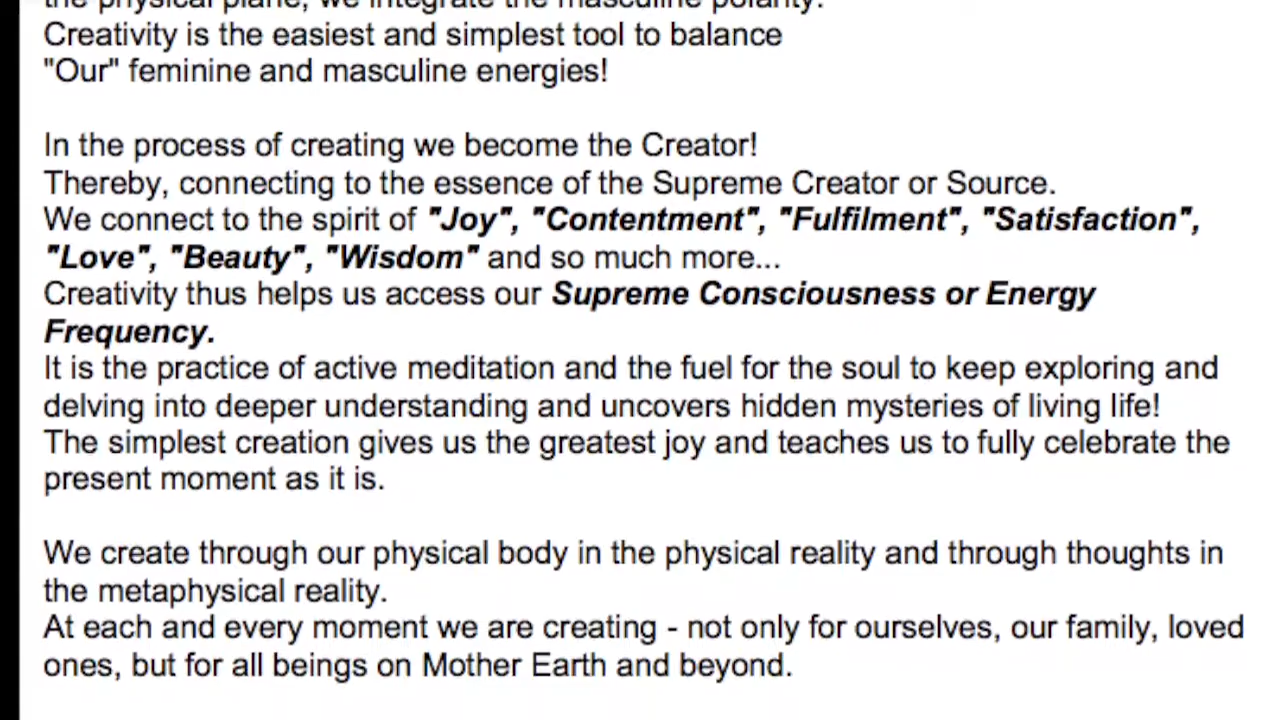 the physical plane, we integrate the masculine polarity.
Creativity is the easiest and simplest tool to balance
"Our" feminine and masculine energies!
In the process of creating we become the Creator!
Thereby, connecting to the essence of the Supreme Creator or Source.
We connect to the spirit of "Joy", "Contentment", "Fulfilment", "Satisfaction",
"Love", "Beauty", "Wisdom" and so much more...
Creativity thus helps us access our Supreme Consciousness or Energy
Frequency.
It is the practice of active meditation and the fuel for the soul to keep exploring and
delving into deeper understanding and uncovers hidden mysteries of living life!
The simplest creation gives us the greatest joy and teaches us to fully celebrate the
present moment as it is.
We create through our physical body in the physical reality and through thoughts in
the metaphysical reality.
At each and every moment we are creating - not only for ourselves, our family, loved
ones, but for all beings on Mother Earth and beyond.